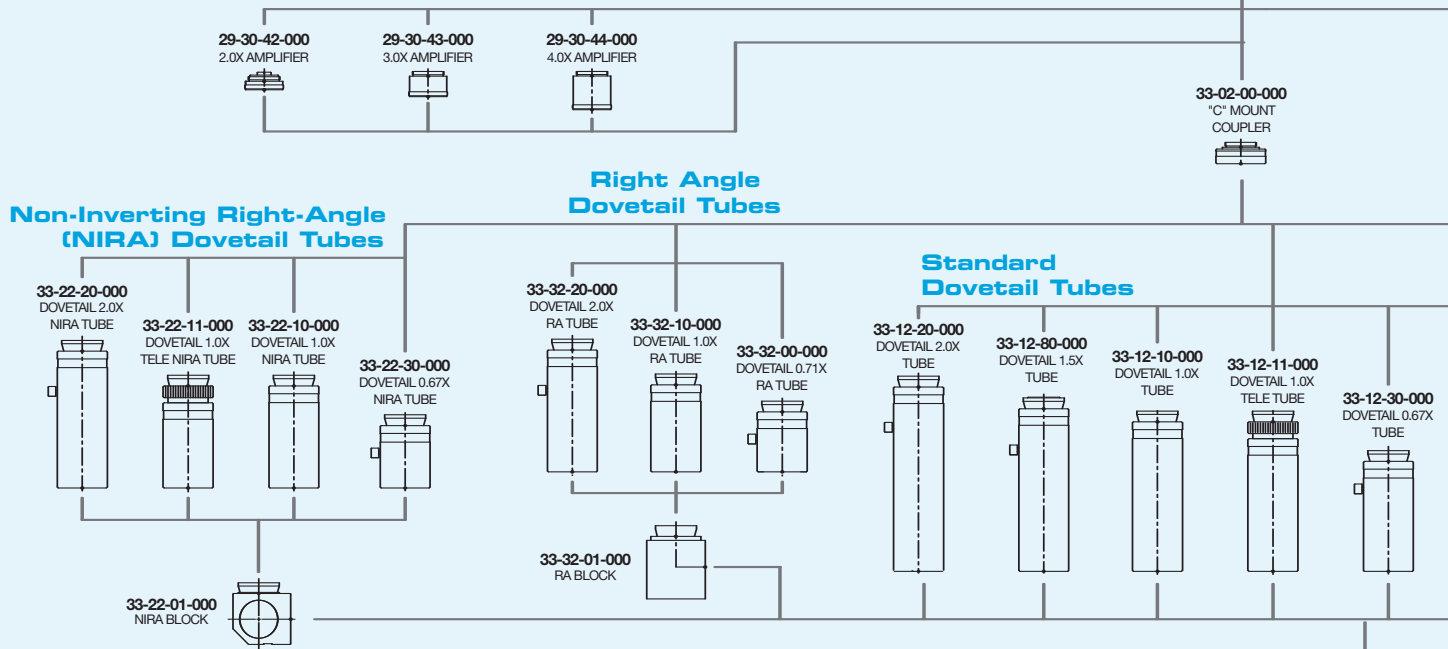 29-30-42-000
2.0X AMPLIFIER
29-30-43-000
3.0X AMPLIFIER
29-30-44-000
4.0X AMPLIFIER
33-02-00-000
"C" MOUNT
COUPLER
Non-Inverting Right-Angle
(NIRA) Dovetail Tubes
33-22-20-000
DOVETAIL 2.0X
NIRA TUBE
33-22-11-000
DOVETAIL 1.0X
TELE NIRA TUBE
33-22-10-000
DOVETAIL 1.0X
NIRA TUBE
33-22-30-000
DOVETAIL 0.67X
NIRA TUBE
33-22-01-000
NIRA BLOCK
Right Angle
Dovetail Tubes
33-32-20-000
DOVETAIL 2.0X
RA TUBE
33-32-10-000
DOVETAIL 1.0X
RA TUBE
33-32-00-000
DOVETAIL 0.71X
RA TUBE
33-32-01-000
RA BLOCK
Standard
Dovetail Tubes
33-12-20-000
DOVETAIL 2.0X
TUBE
33-12-80-000
DOVETAIL 1.5X
TUBE
33-12-10-000
DOVETAIL 1.0X
TUBE
33-12-11-000
DOVETAIL 1.0X
TELE TUBE
33-12-30-000
DOVETAIL 0.67X
TUBE